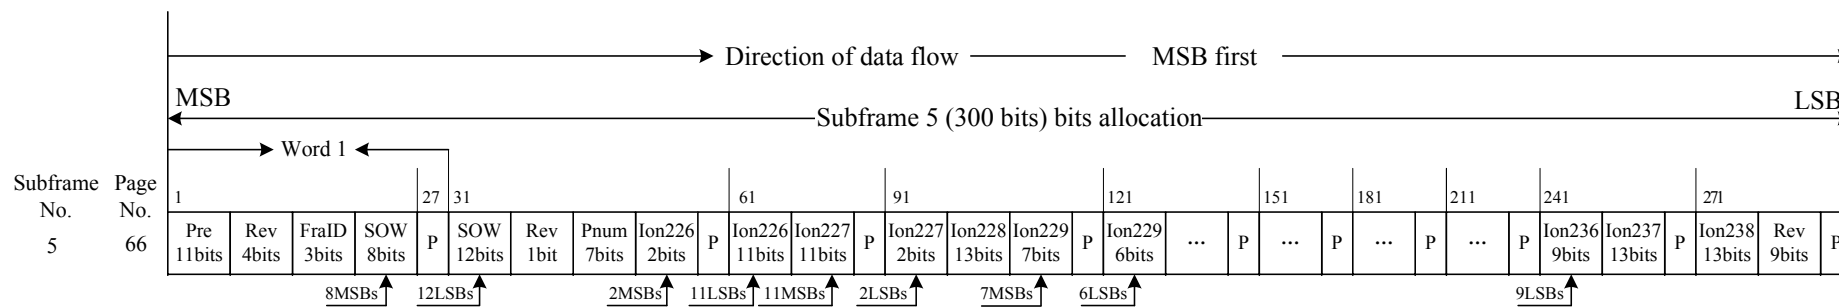 Direction of data flow MSB first
MSB LSB
Subframe 5 (300 bits) bits allocation
Word 1
Subframe No. Page No.
1 27 31 61 91 121 151 181 211 241 271
5 66
Pre 11bits
Rev 4bits
FraID 3bits
SOW 8bits
P
SOW 12bits
Rev 1bit
Pnum 7bits
Ion226 2bits
P
Ion226 11bits
Ion227 11bits
P
Ion227 2bits
Ion228 13bits
Ion229 7bits
P
Ion229 6bits
...
P
...
P
...
P
...
P
Ion236 9bits
Ion237 13bits
P
Ion238 13bits
Rev 9bits
P
8MSBs 12LSBs 2MSBs 11LSBs 11MSBs 2LSBs 7MSBs 6LSBs 9LSBs